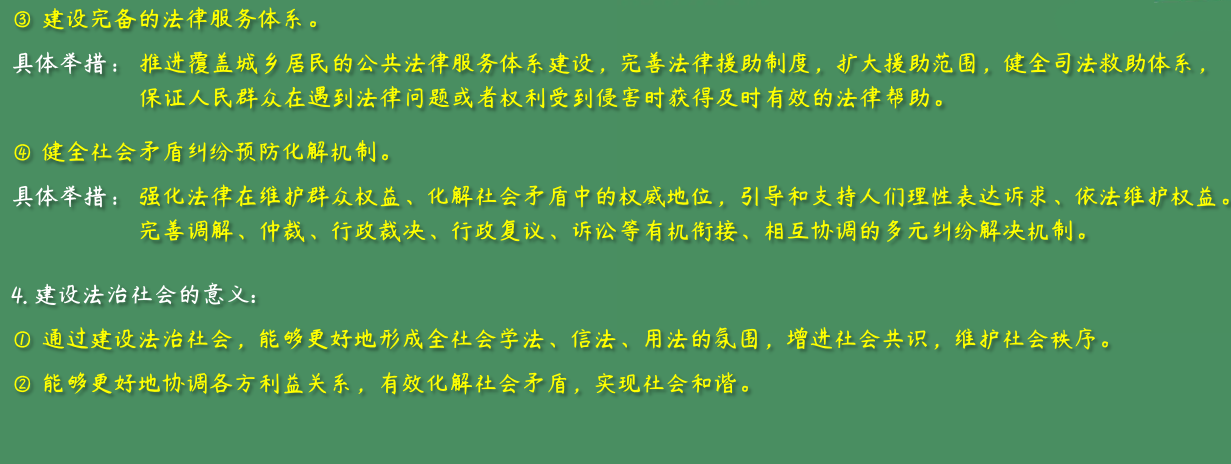 ③ 建设完备的法律服务体系。
具体举措： 推进覆盖城乡居民的公共法律服务体系建设，完善法律援助制度，扩大援助范围，健全司法救助体系，
保证人民群众在遇到法律问题或者权利受到侵害时获得及时有效的法律帮助。
④ 健全社会矛盾纠纷预防化解机制。
具体举措： 强化法律在维护群众权益、化解社会矛盾中的权威地位，引导和支持人们理性表达诉求、依法维护权益。
完善调解、仲裁、行政裁决、行政复议、诉讼等有机衔接、相互协调的多元纠纷解决机制。
4. 建设法治社会的意义：
① 通过建设法治社会，能够更好地形成全社会学法、信法、用法的氛围，增进社会共识，维护社会秩序。
② 能够更好地协调各方利益关系，有效化解社会矛盾，实现社会和谐。